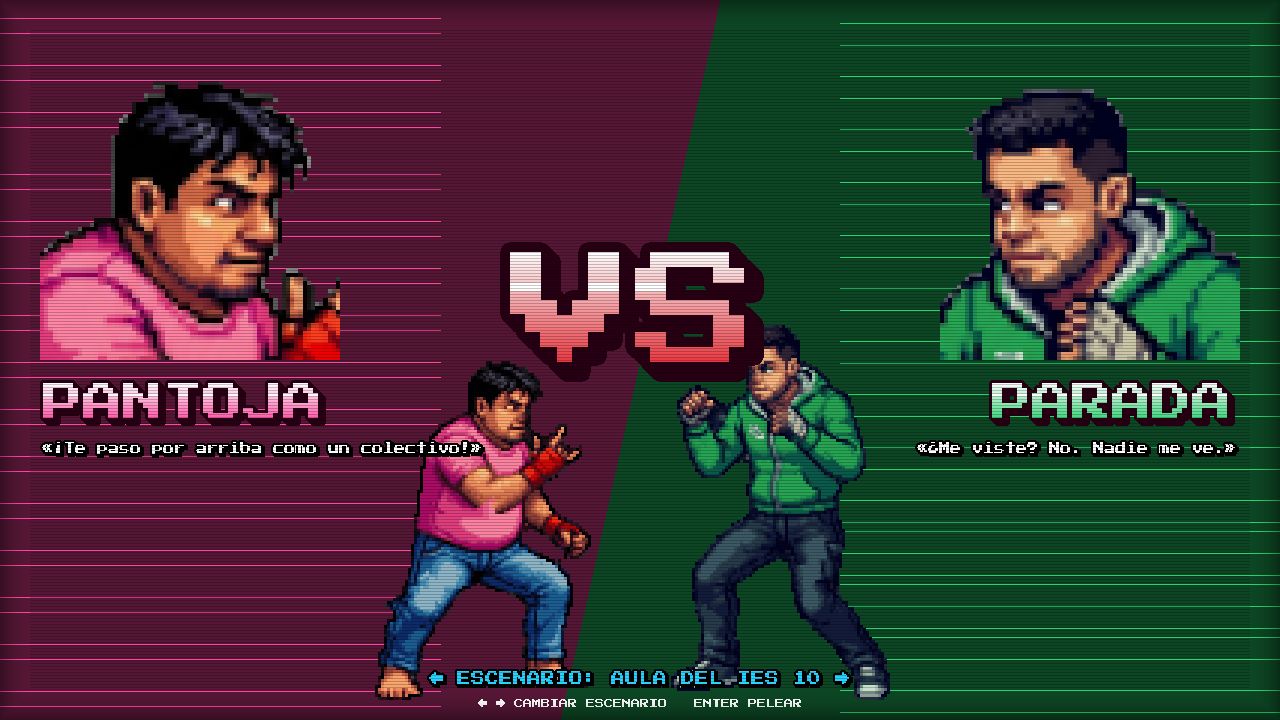 VS
PANTOJA
PARADA
«¡Te paso por arriba como un colectivo!»
«¿Me viste? No. Nadie me ve.»
← ESCENARIO: AULA DEL IES 10 →
← → CAMBIAR ESCENARIO ENTER PELEAR